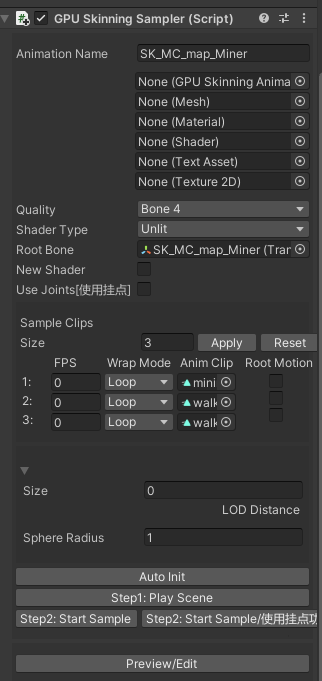 GPU Skinning Sampler (Script)
Animation Name SK_MC_map_Miner
None (GPU Skinning Anima
None (Mesh)
None (Material)
None (Shader)
None (Text Asset)
None (Texture 2D)
Quality Bone 4
Shader Type Unlit
Root Bone SK_MC_map_Miner (Tran
New Shader
Use Joints[使用挂点]
Sample Clips
Size 3 Apply Reset
FPS Wrap Mode Anim Clip Root Motion
1: 0 Loop mini
2: 0 Loop walk
3: 0 Loop walk
Size 0
LOD Distance
Sphere Radius 1
Auto Init
Step1: Play Scene
Step2: Start Sample Step2: Start Sample/使用挂点功
Preview/Edit